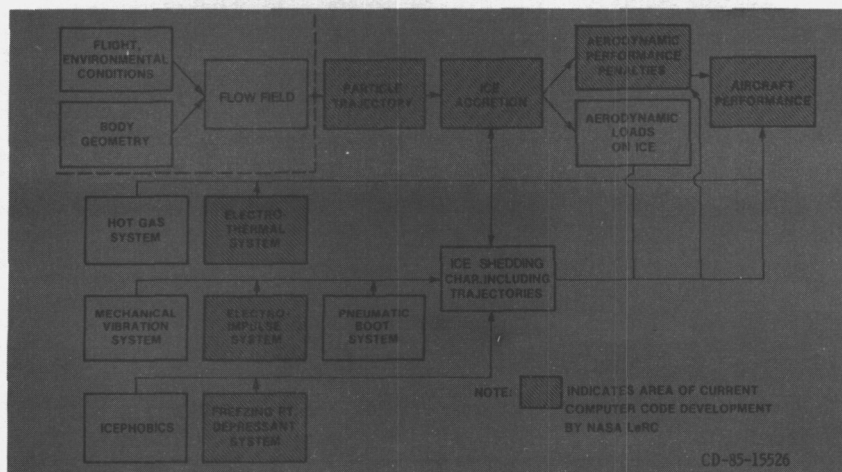 FLIGHT,
ENVIRONMENTAL
CONDITIONS
BODY
GEOMETRY
FLOW FIELD
PARTICLE
TRAJECTORY
ICE
ACCRETION
AERODYNAMIC
PERFORMANCE
PENALTIES
AERODYNAMIC
LOADS
ON ICE
AIRCRAFT
PERFORMANCE
HOT GAS
SYSTEM
ELECTRO-
THERMAL
SYSTEM
MECHANICAL
VIBRATION
SYSTEM
ELECTRO-
IMPULSE
SYSTEM
PNEUMATIC
BOOT
SYSTEM
ICE SHEDDING
CHAR. INCLUDING
TRAJECTORIES
ICEPHOBICS
FREEZING PT.
DEPRESSANT
SYSTEM
NOTE:
INDICATES AREA OF CURRENT
COMPUTER CODE DEVELOPMENT
BY NASA LeRC
CD-85-15526